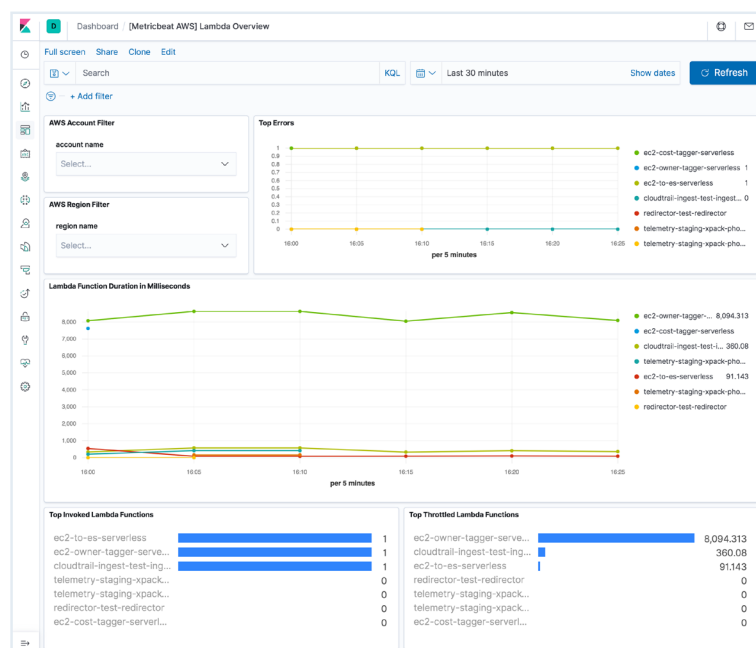 D Dashboard / [Metricbeat AWS] Lambda Overview
Full screen Share Clone Edit
Search KQL Last 30 minutes Show dates Refresh
+ Add filter
AWS Account Filter
account name
Select...
AWS Region Filter
region name
Select...
Top Errors
1
0.9
0.8
0.7
0.6
0.5
0.4
0.3
0.2
0.1
0
16:00 16:05 16:10 16:15 16:20 16:25
per 5 minutes
ec2-cost-tagger-serverless
ec2-owner-tagger-serverless 1
ec2-to-es-serverless 1
cloudtrail-ingest-test-ingest... 0
redirector-test-redirector
telemetry-staging-xpack-pho...
telemetry-staging-xpack-pho...
Lambda Function Duration in Milliseconds
8,000
7,000
6,000
5,000
4,000
3,000
2,000
1,000
0
16:00 16:05 16:10 16:15 16:20 16:25
per 5 minutes
ec2-owner-tagger-... 8,094.313
ec2-cost-tagger-serverless
cloudtrail-ingest-test-i... 360.08
telemetry-staging-xpack-pho...
ec2-to-es-serverless 91.143
telemetry-staging-xpack-pho...
redirector-test-redirector
Top Invoked Lambda Functions
ec2-to-es-serverless 1
ec2-owner-tagger-serve... 1
cloudtrail-ingest-test-ing... 1
telemetry-staging-xpack... 0
telemetry-staging-xpack... 0
redirector-test-redirector 0
ec2-cost-tagger-serverl... 0
Top Throttled Lambda Functions
ec2-owner-tagger-serve... 8,094.313
cloudtrail-ingest-test-ing... 360.08
ec2-to-es-serverless 91.143
redirector-test-redirector 0
telemetry-staging-xpack... 0
telemetry-staging-xpack... 0
ec2-cost-tagger-serverl... 0